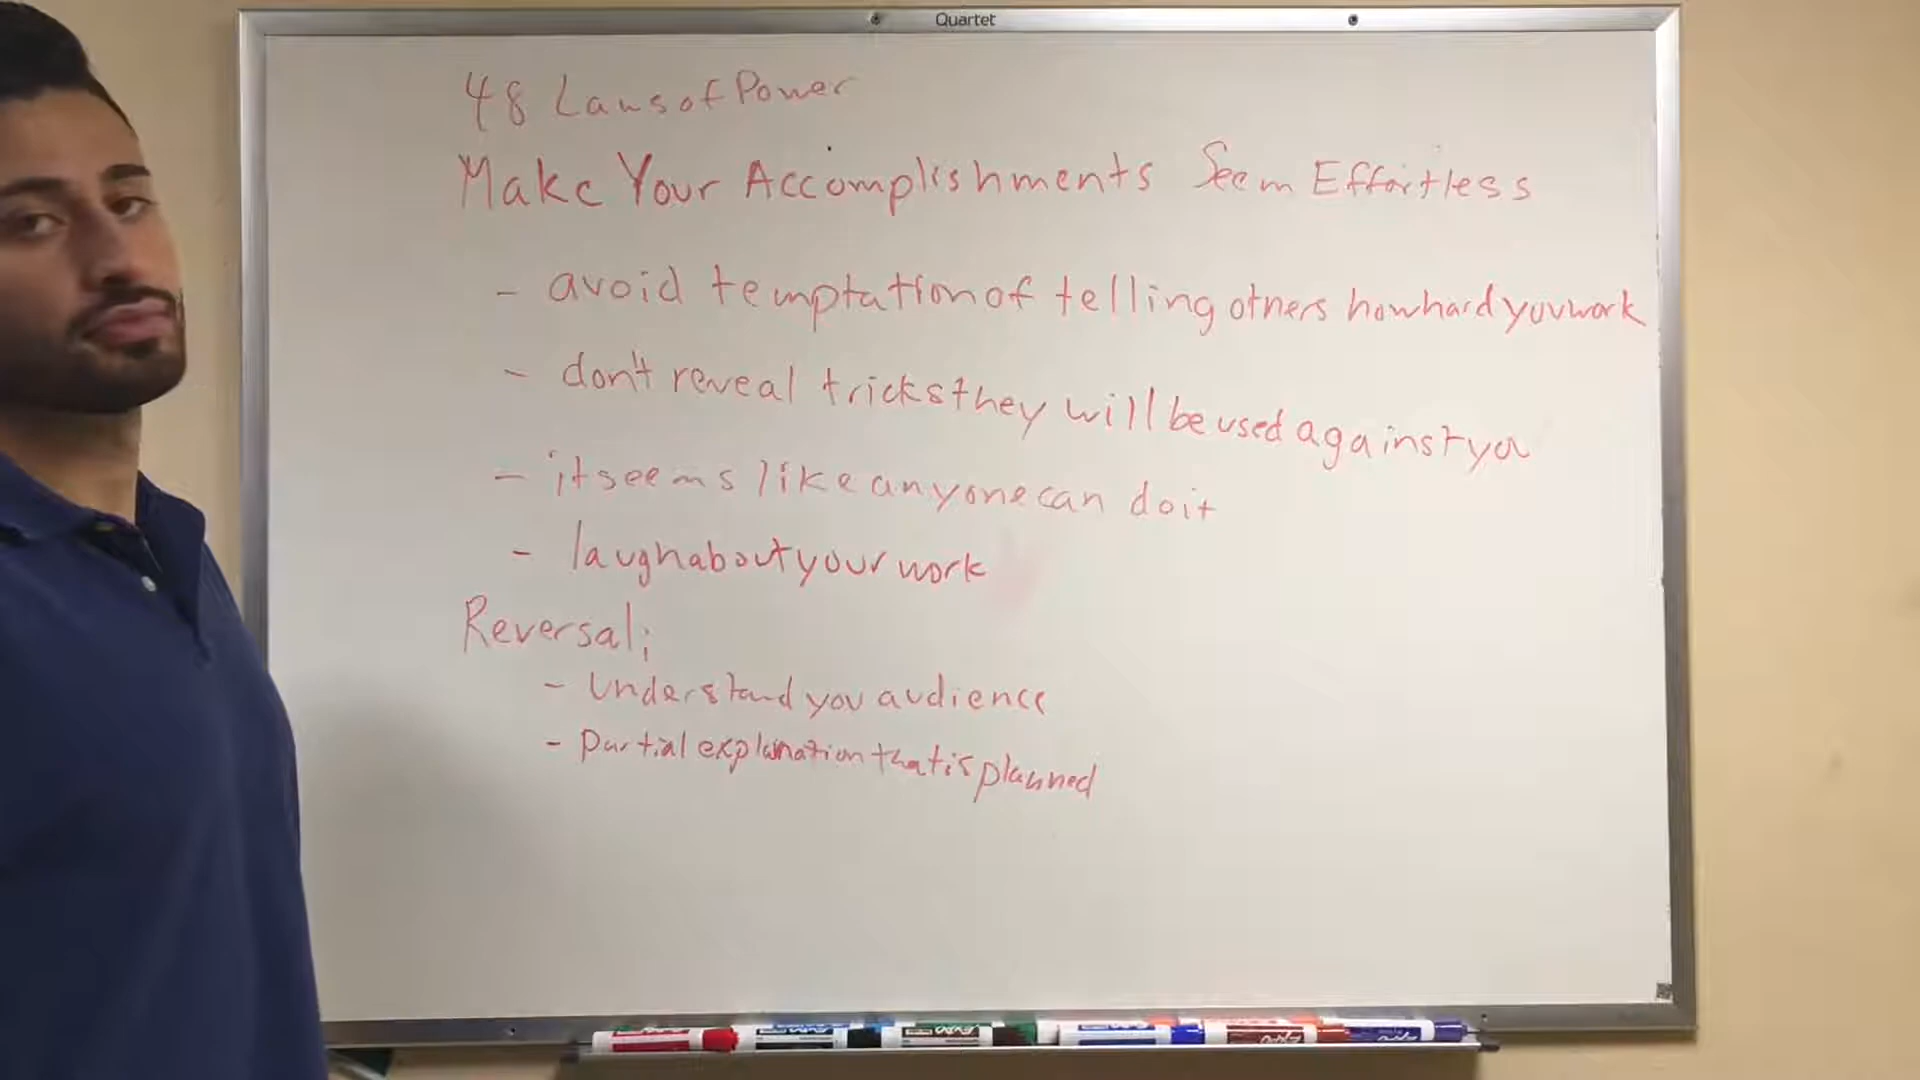 Quartet
48 Laws of Power
Make Your Accomplishments Seem Effortless
- avoid temptation of telling others how hard you work
- don't reveal tricks they will be used against you
- it seems like anyone can do it
- laugh about your work
Reversal;
- Understand you audience
- Partial explanation that is planned